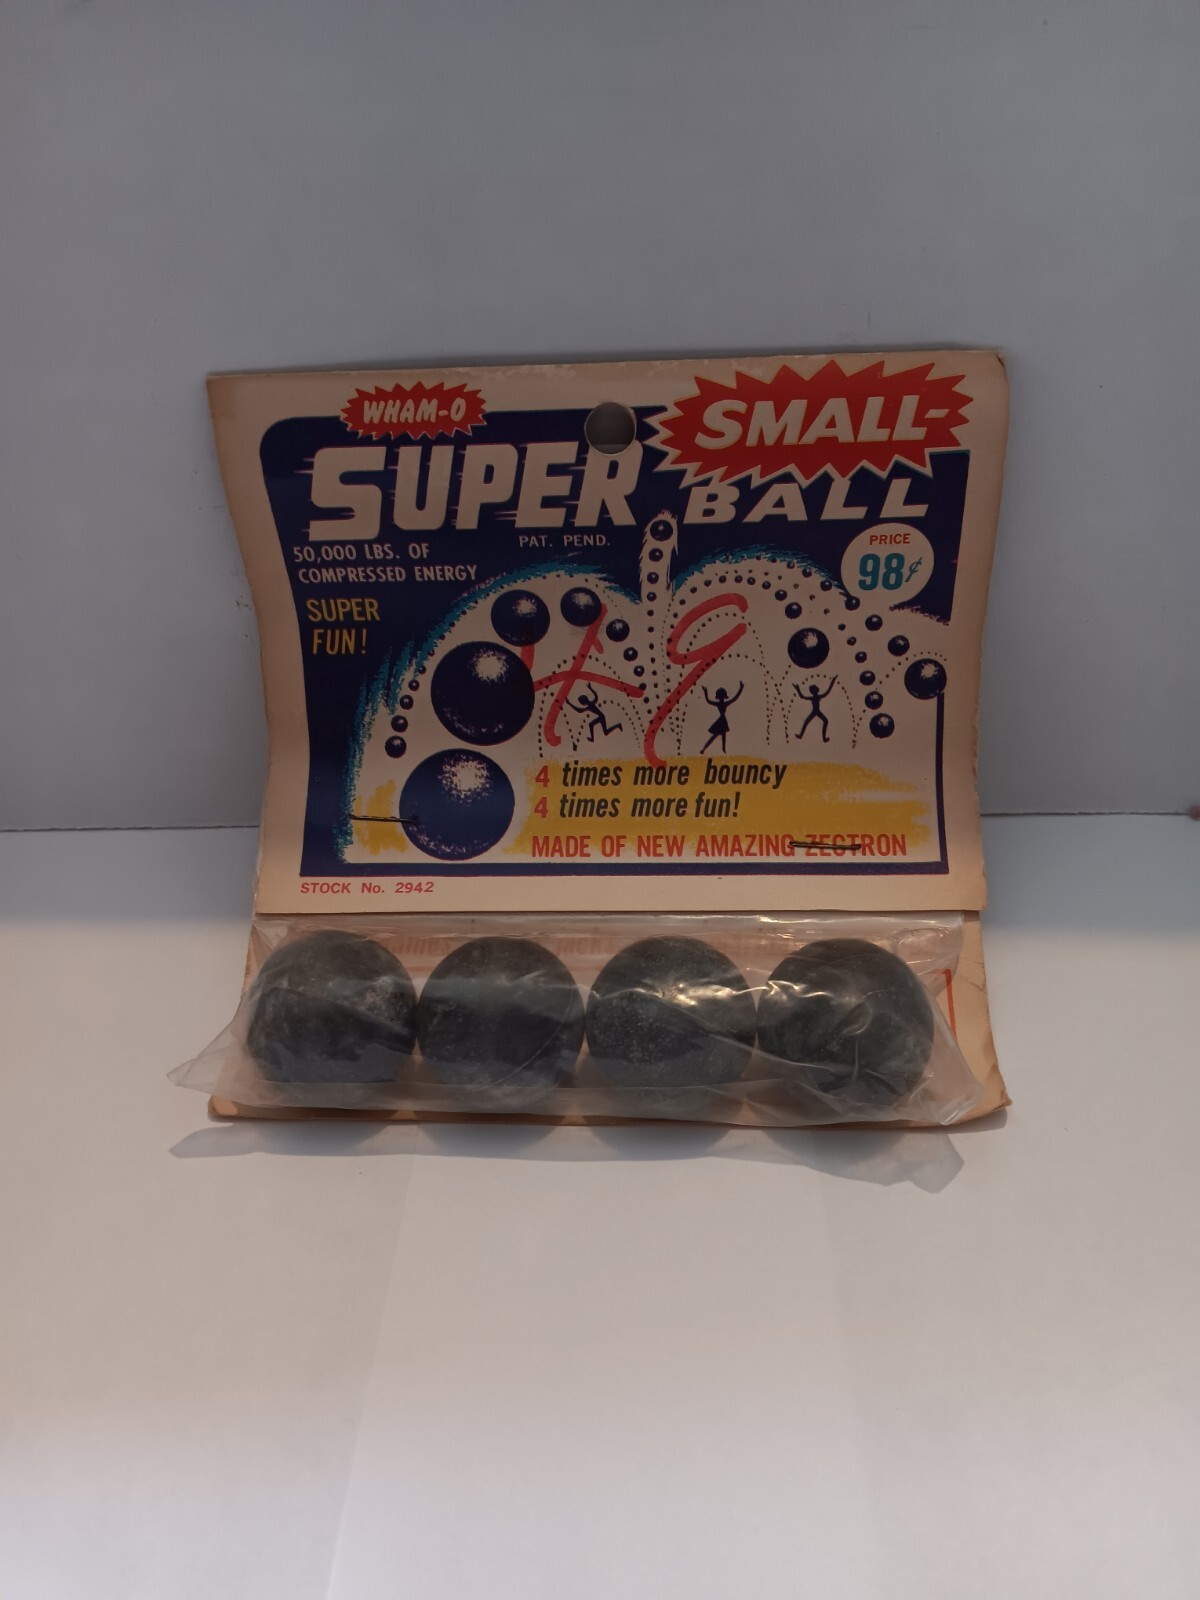 WHAM-O
SMALL-
SUPER BALL
PAT. PEND.
50,000 LBS. OF
COMPRESSED ENERGY
PRICE
98¢
SUPER
FUN!
49
4 times more bouncy
4 times more fun!
MADE OF NEW AMAZING ZECTRON
STOCK No. 2942